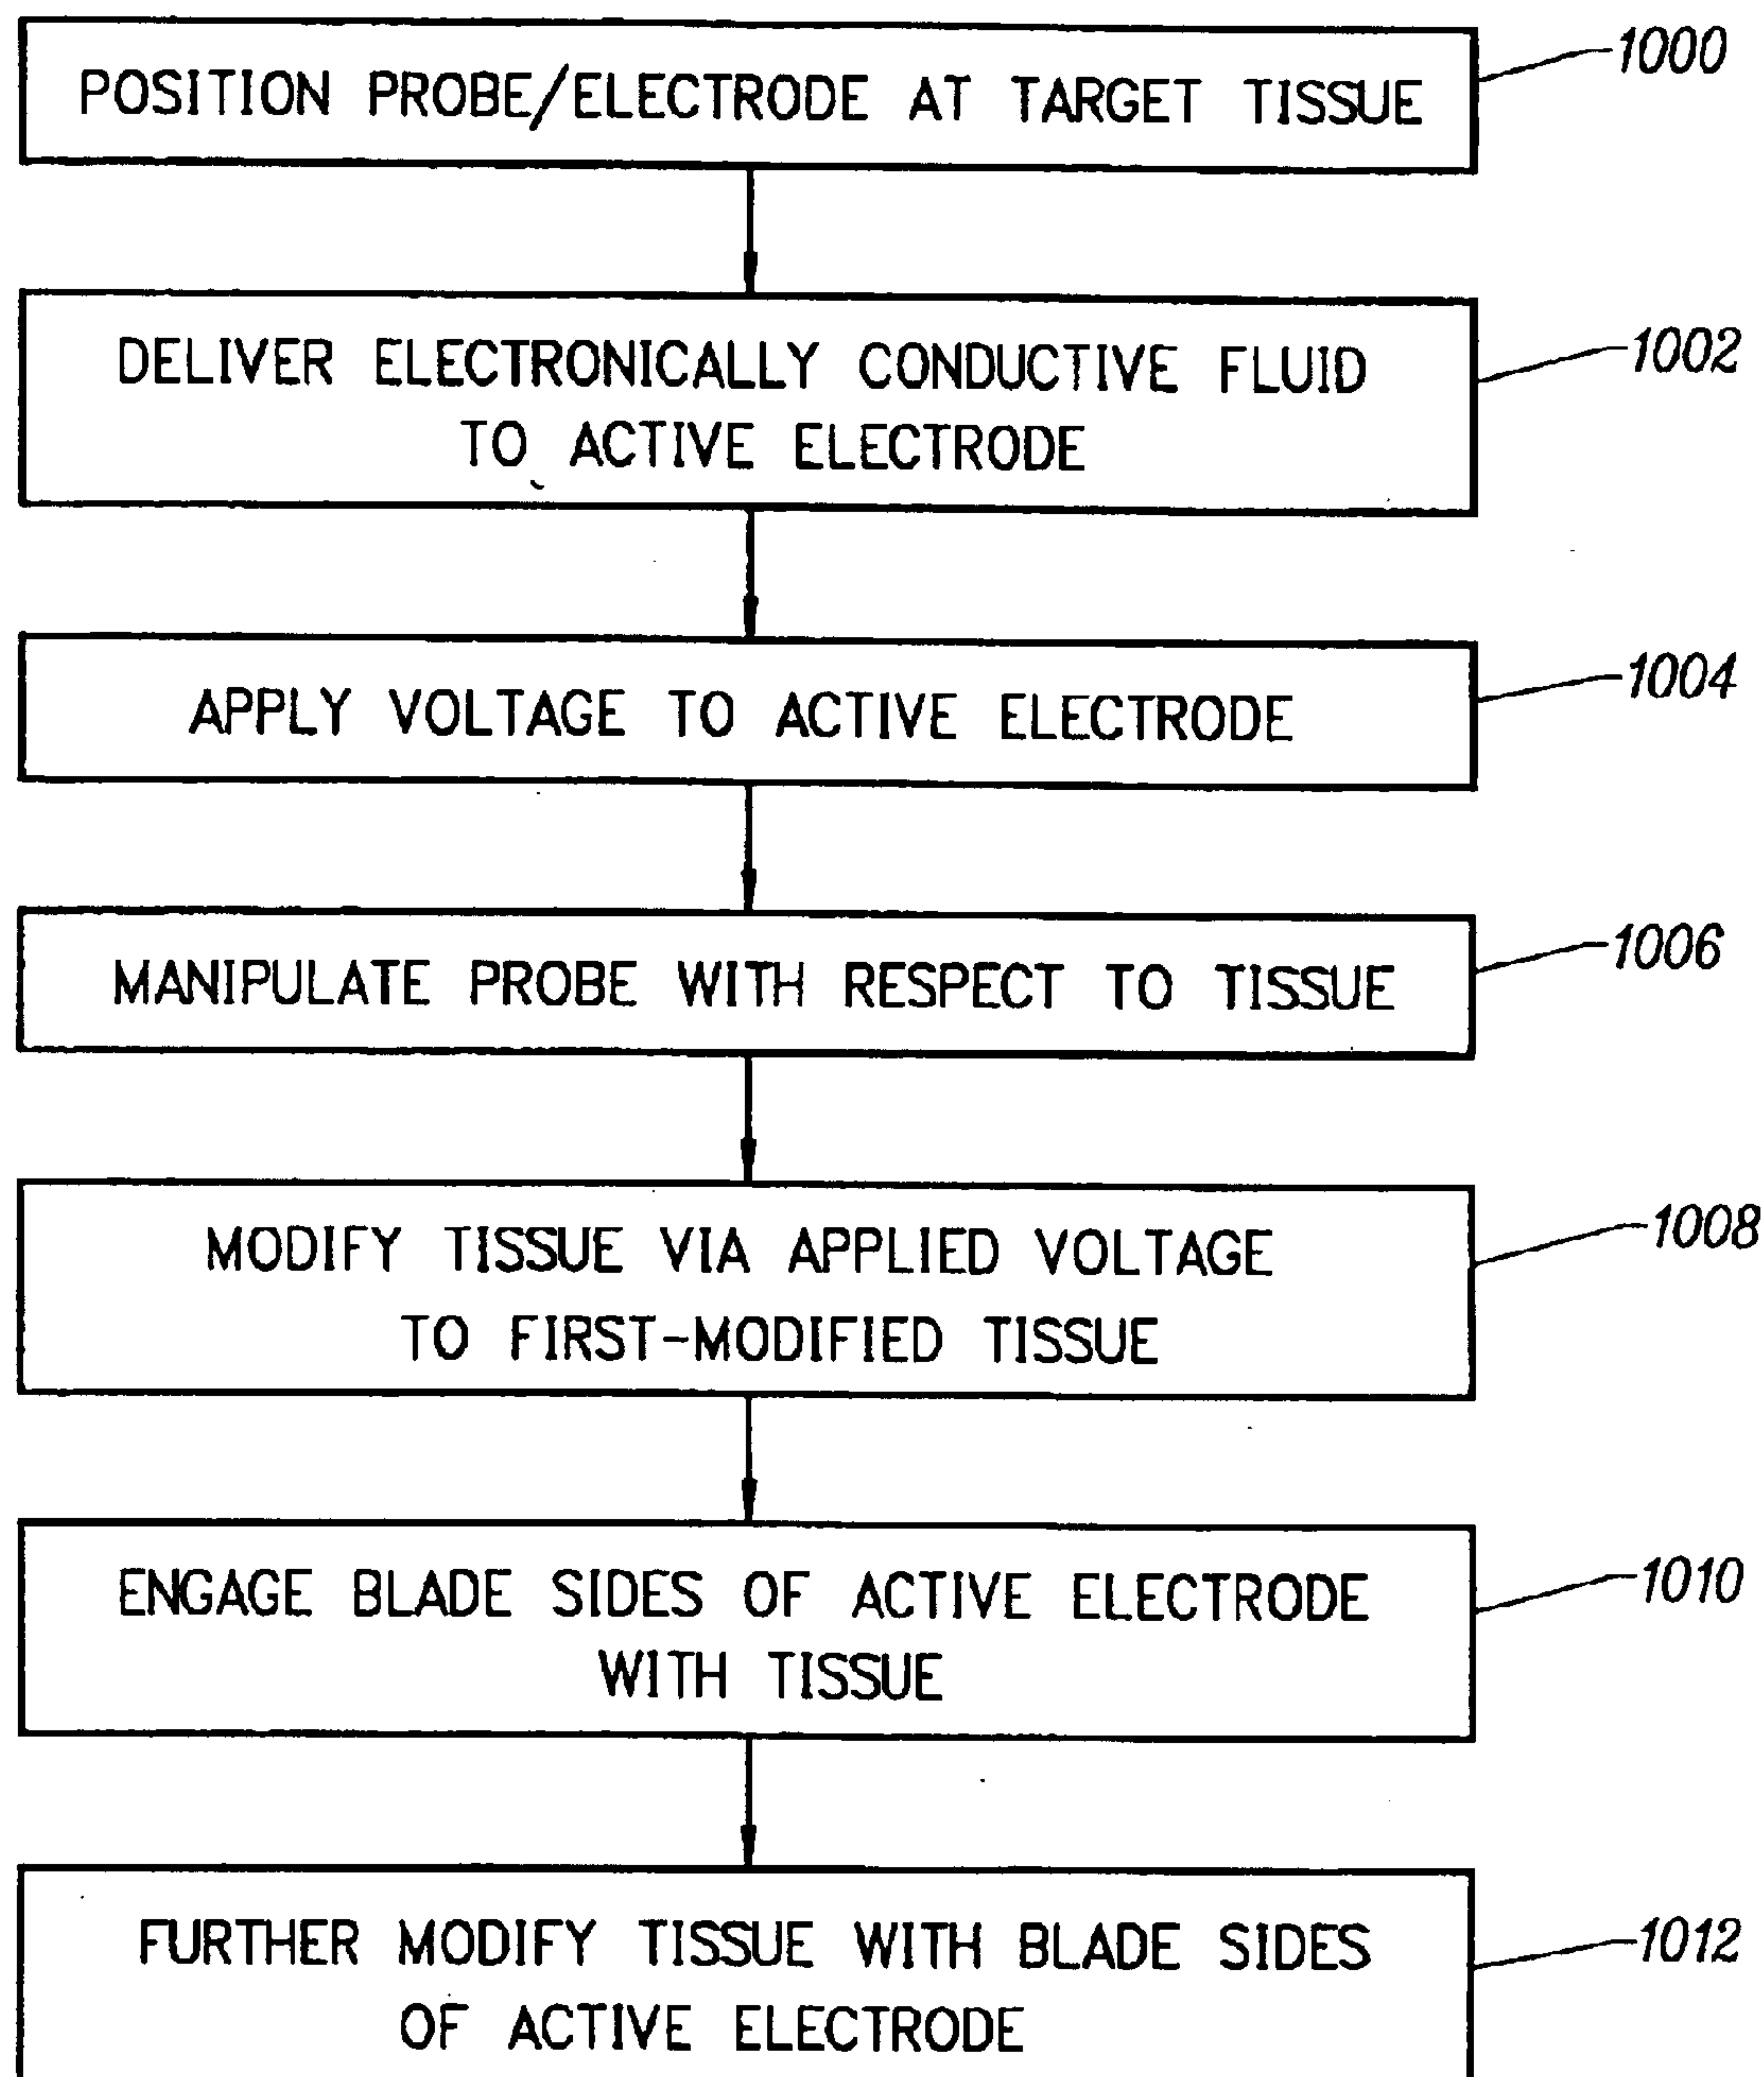 POSITION PROBE/ELECTRODE AT TARGET TISSUE
1000
DELIVER ELECTRONICALLY CONDUCTIVE FLUID
TO ACTIVE ELECTRODE
1002
APPLY VOLTAGE TO ACTIVE ELECTRODE
1004
MANIPULATE PROBE WITH RESPECT TO TISSUE
1006
MODIFY TISSUE VIA APPLIED VOLTAGE
TO FIRST-MODIFIED TISSUE
1008
ENGAGE BLADE SIDES OF ACTIVE ELECTRODE
WITH TISSUE
1010
FURTHER MODIFY TISSUE WITH BLADE SIDES
OF ACTIVE ELECTRODE
1012